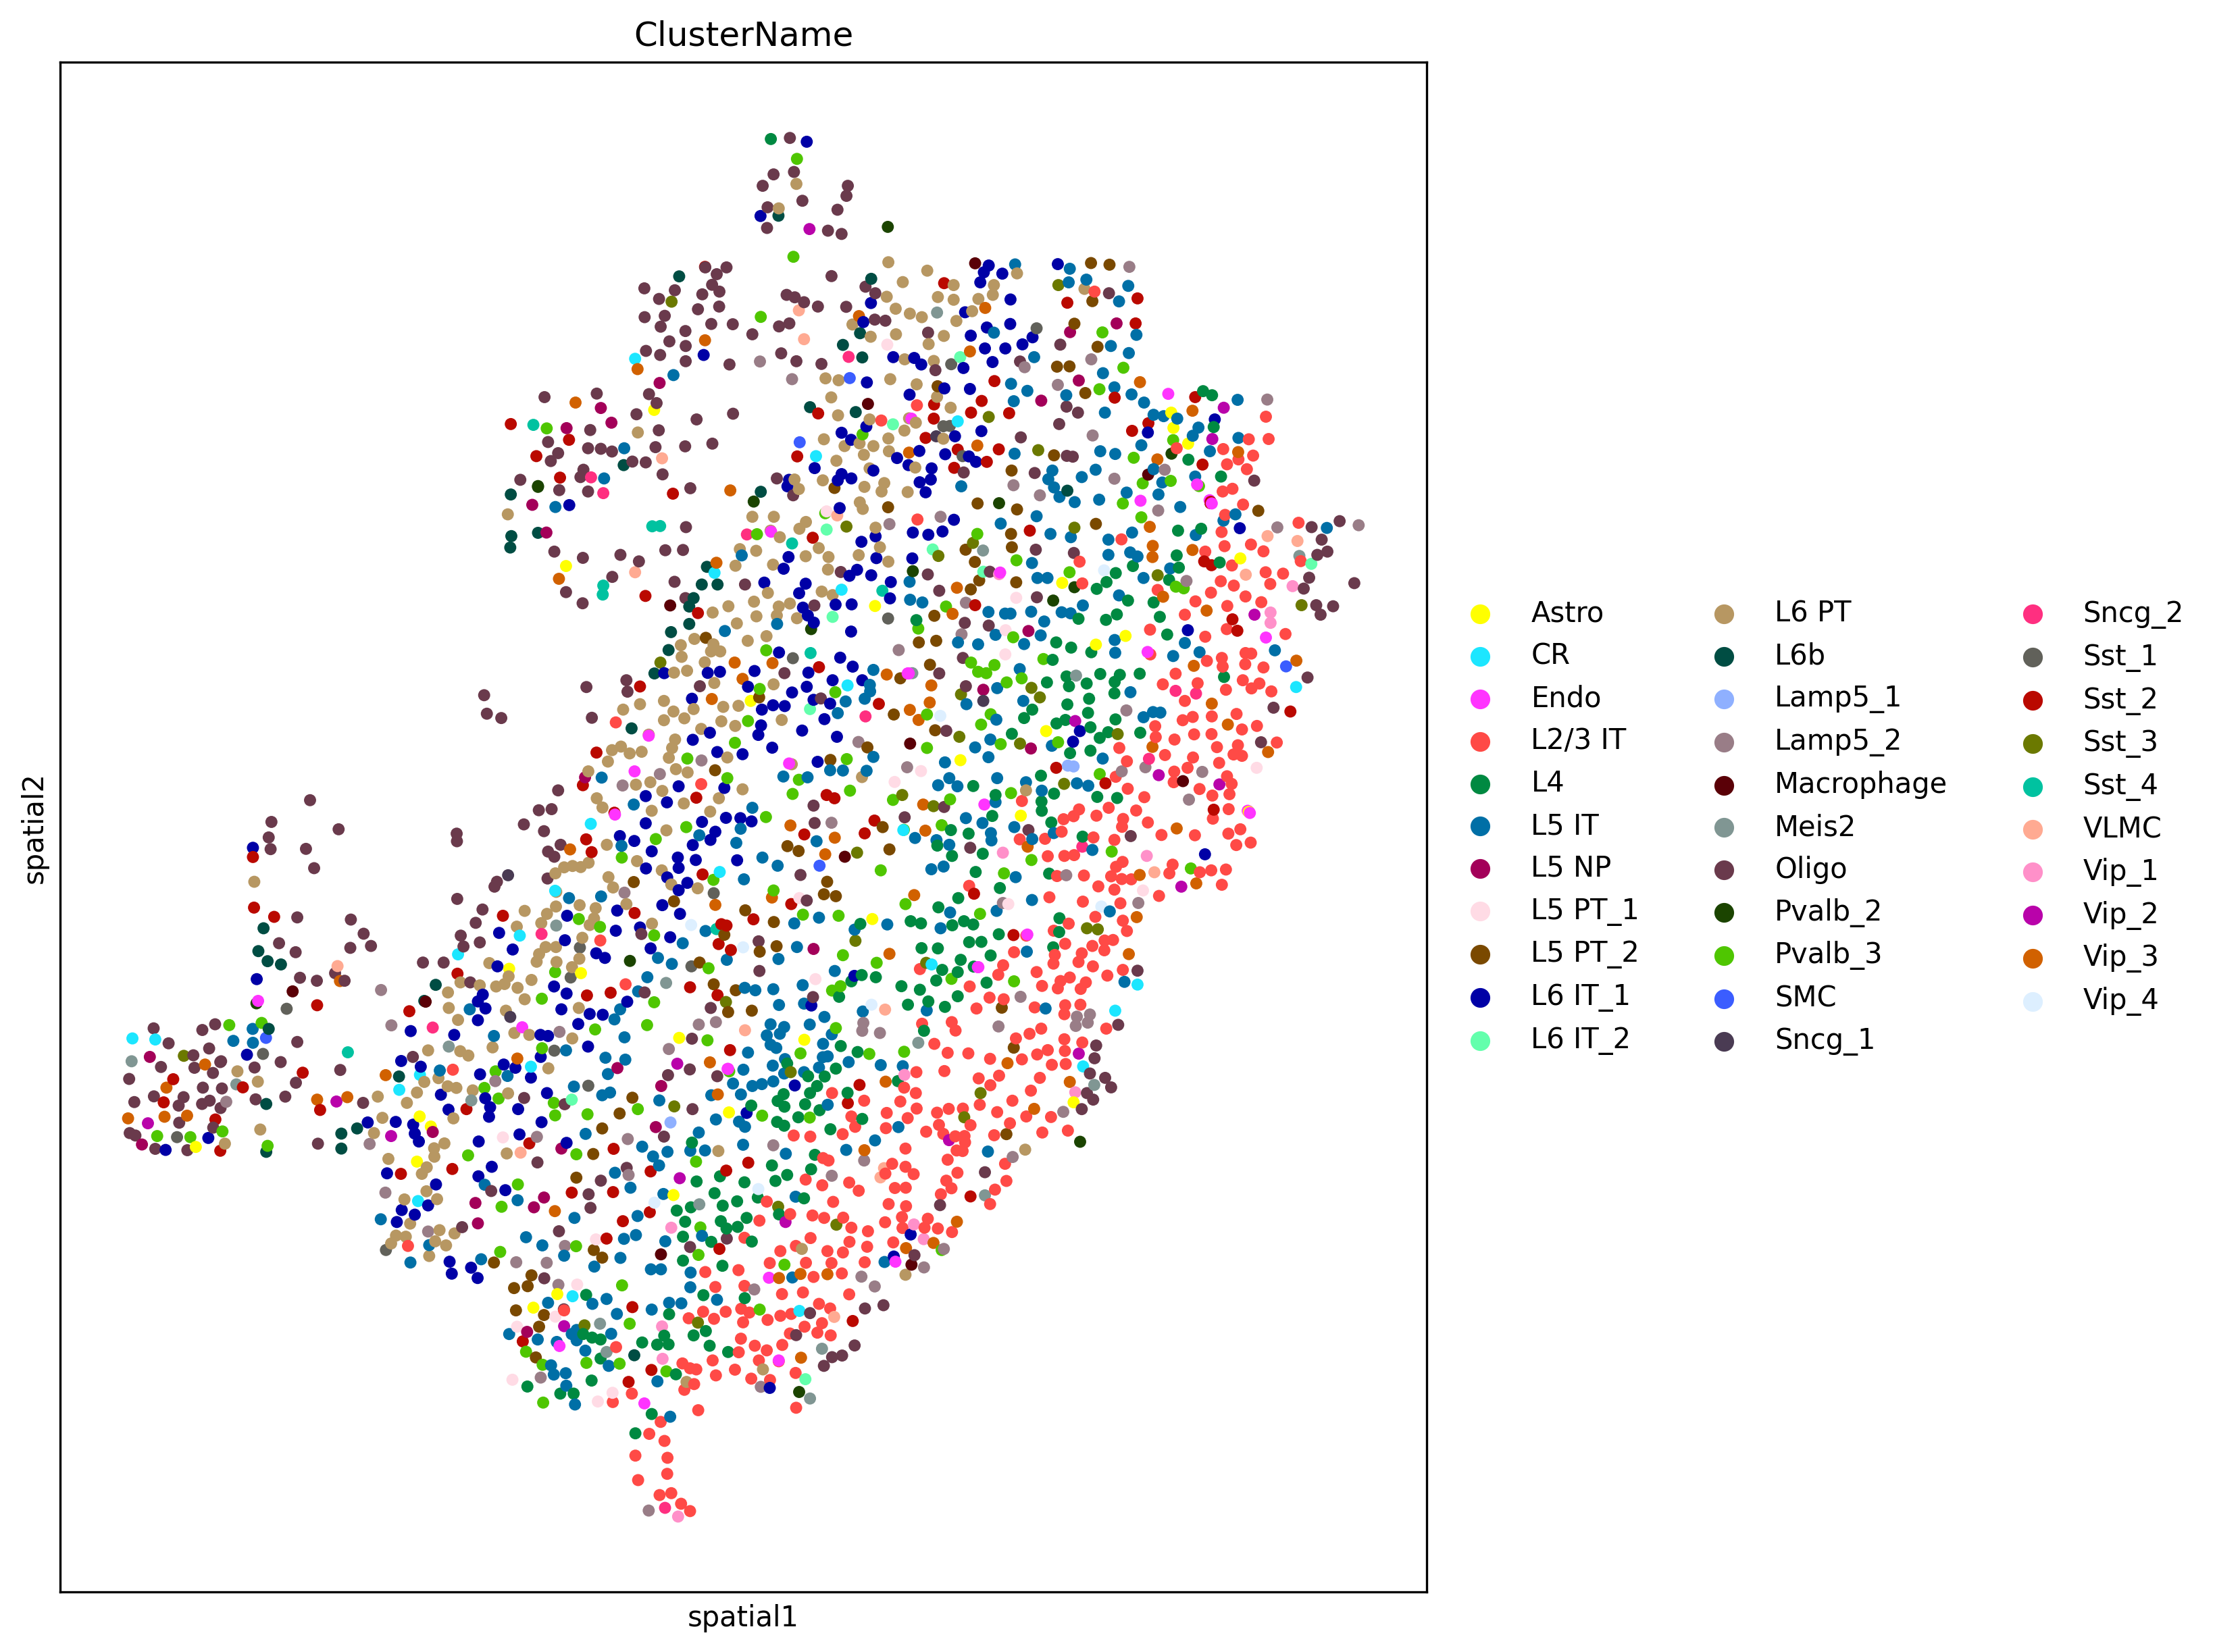 ClusterName
spatial2
spatial1
Astro
CR
Endo
L2/3 IT
L4
L5 IT
L5 NP
L5 PT_1
L5 PT_2
L6 IT_1
L6 IT_2
L6 PT
L6b
Lamp5_1
Lamp5_2
Macrophage
Meis2
Oligo
Pvalb_2
Pvalb_3
SMC
Sncg_1
Sncg_2
Sst_1
Sst_2
Sst_3
Sst_4
VLMC
Vip_1
Vip_2
Vip_3
Vip_4